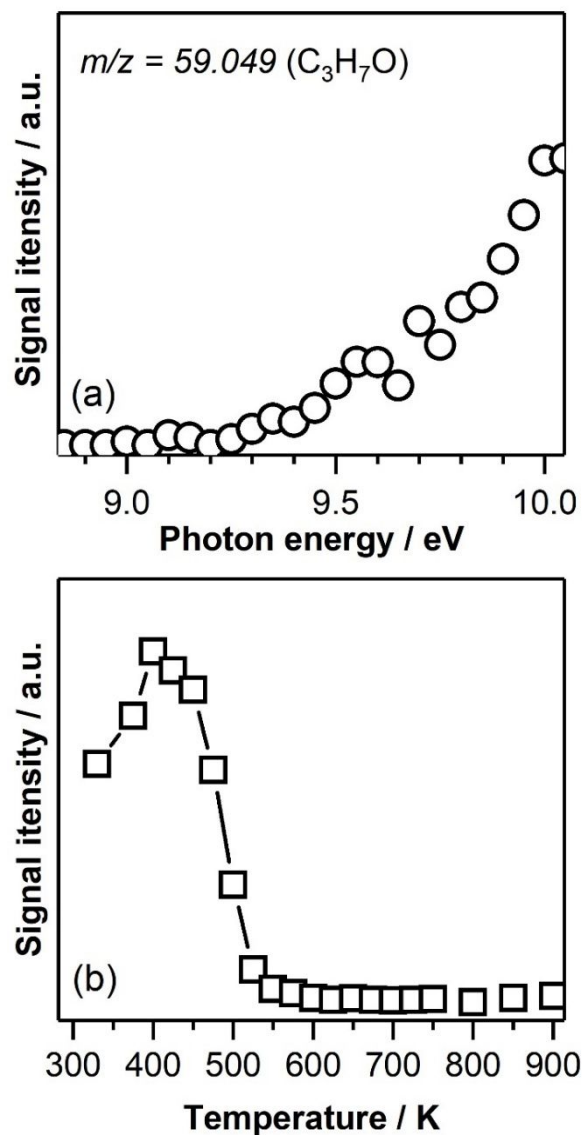 m/z = 59.049 (C₃H₇O)
Signal itensity / a.u.
(a)
9.0 9.5 10.0
Photon energy / eV
Signal itensity / a.u.
(b)
300 400 500 600 700 800 900
Temperature / K